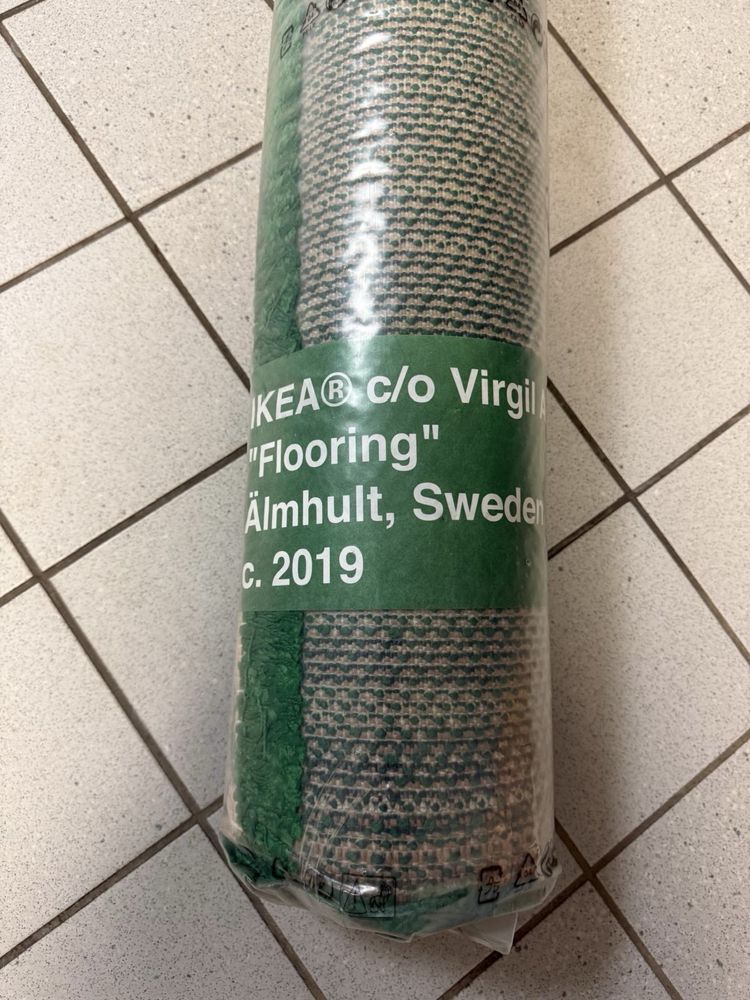 IKEA® c/o Virgil A
"Flooring"
Älmhult, Sweden
c. 2019